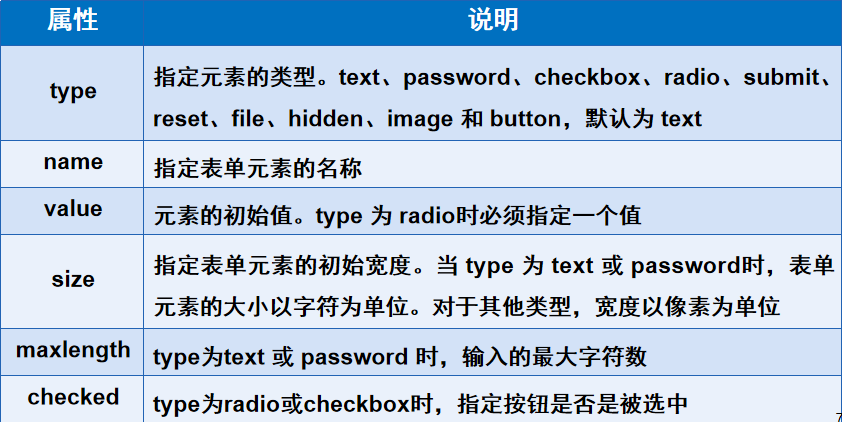 属性 说明
type 指定元素的类型。text、password、checkbox、radio、submit、
reset、file、hidden、image 和 button，默认为 text
name 指定表单元素的名称
value 元素的初始值。type 为 radio时必须指定一个值
size 指定表单元素的初始宽度。当 type 为 text 或 password时，表单
元素的大小以字符为单位。对于其他类型，宽度以像素为单位
maxlength type为text 或 password 时，输入的最大字符数
checked type为radio或checkbox时，指定按钮是否是被选中
7